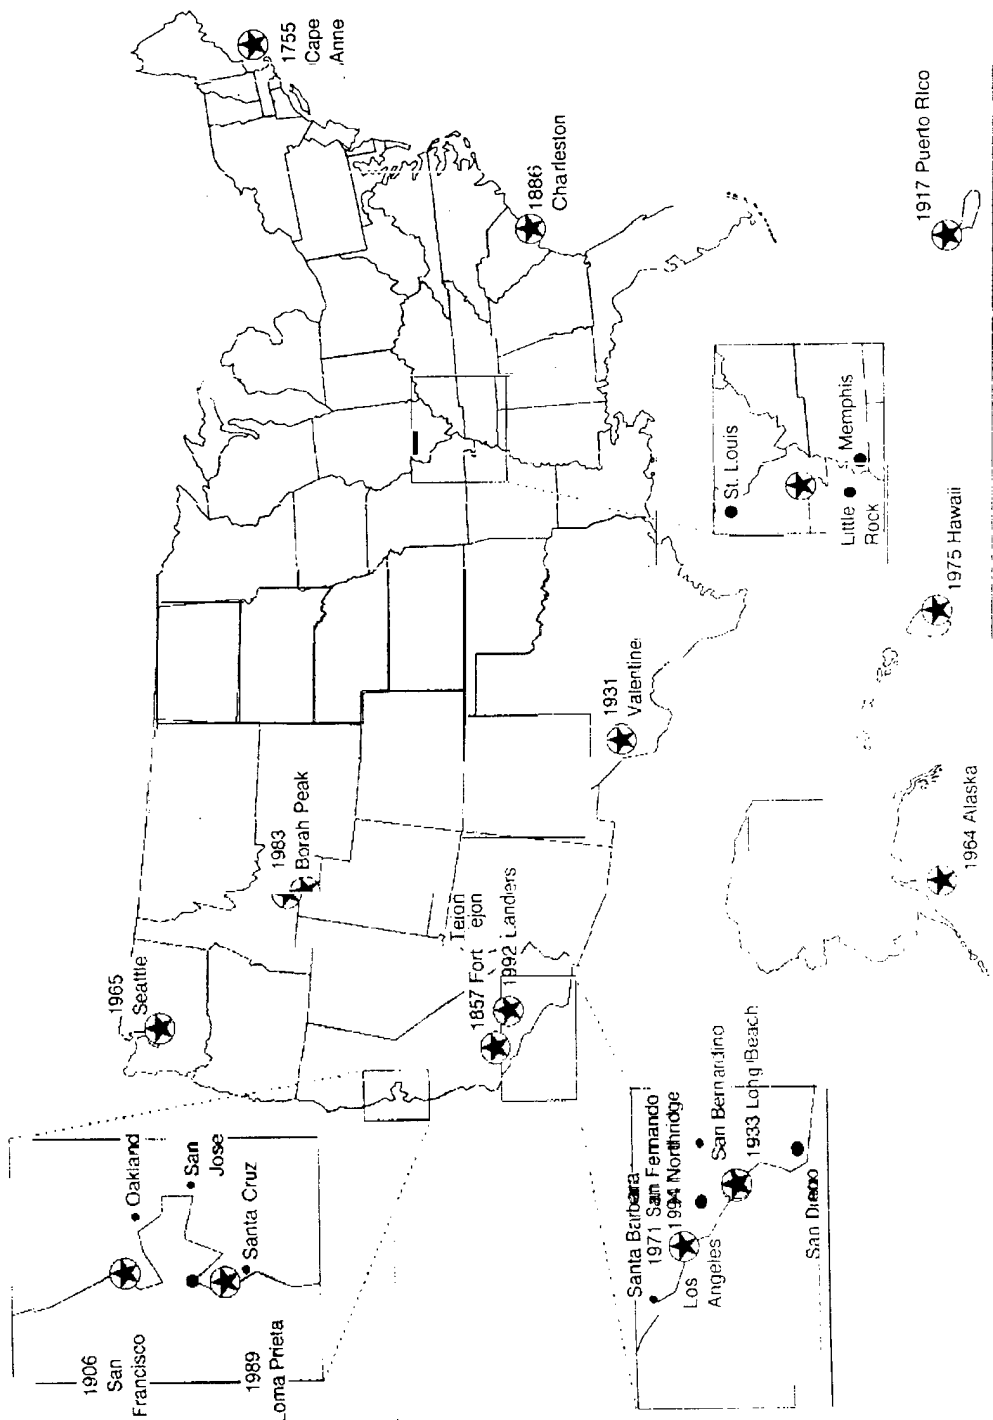 1906
San
Francisco
1989
Loma Prieta
Oakland
San
Jose
Santa Cruz
1965
Seattle
1983
Borah Peak
1857 Fort Tejon
ejon
1992 Landers
1931
Valentine
1755
Cape
Anne
1886
Charleston
Santa Barbara
1971 San Fernando
1994 Northridge
Los
Angeles
San Bernardino
1933 Long Beach
San Diego
1964 Alaska
1975 Hawaii
St. Louis
Little
Rock
Memphis
1917 Puerto Rico